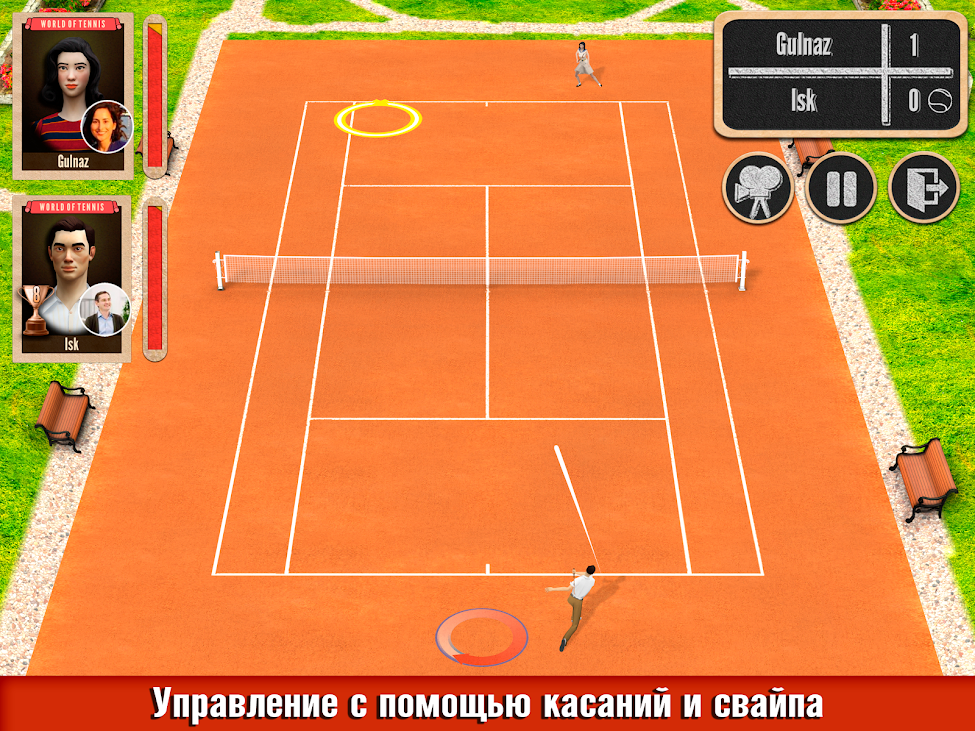 WORLD OF TENNIS
Gulnaz
WORLD OF TENNIS
8
Isk
Gulnaz 1
Isk 0
Управление с помощью касаний и свайпа